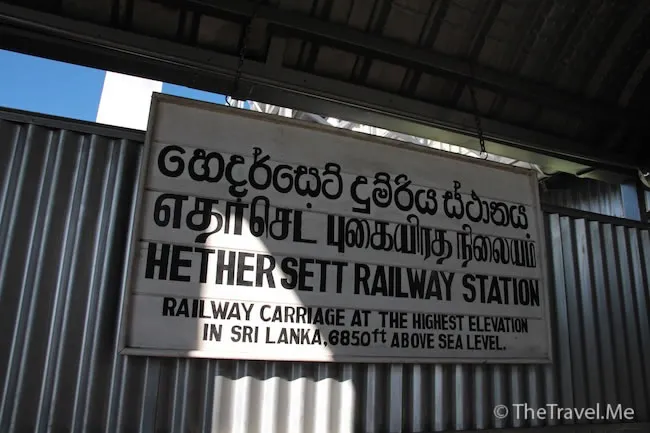 හෙදර්සෙට් දුම්රිය ස්ථානය
எதர்செட் புகையிரத நிலையம்
HETHERSETT RAILWAY STATION
RAILWAY CARRIAGE AT THE HIGHEST ELEVATION
IN SRI LANKA,6850ft ABOVE SEA LEVEL.
© TheTravel.Me